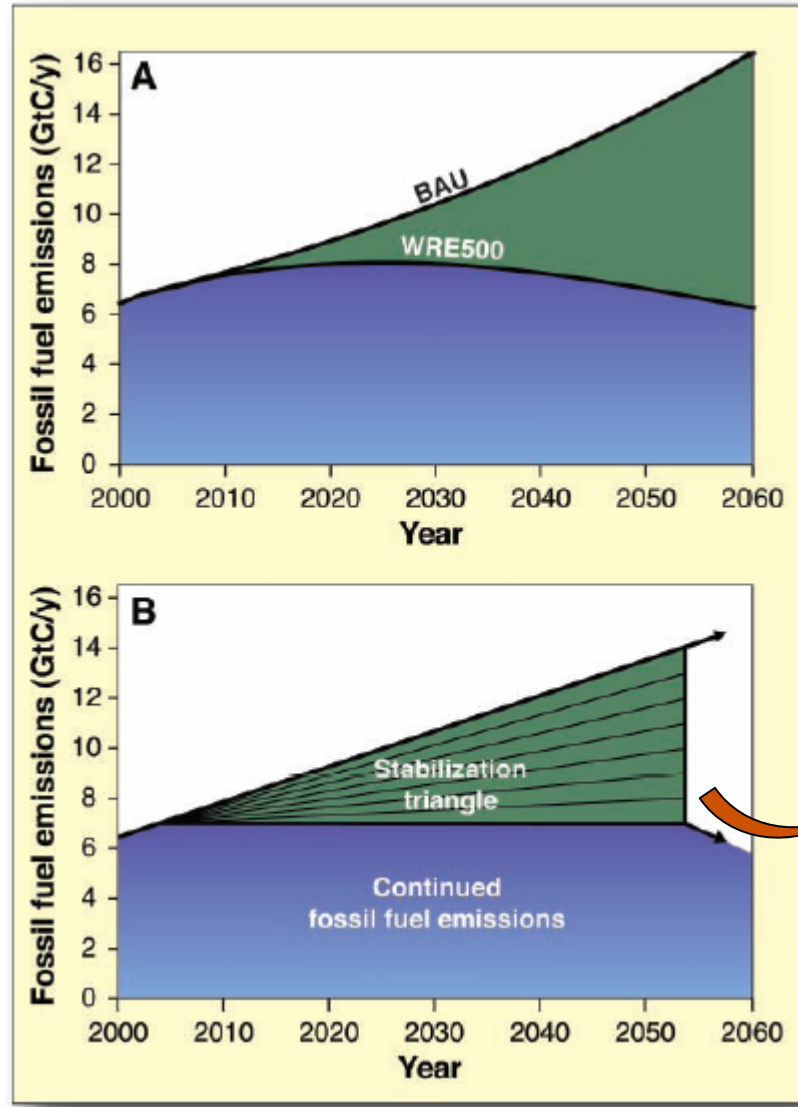 A
Fossil fuel emissions (GtC/y)
16
14
12
10
8
6
4
2
0
BAU
WRE500
2000 2010 2020 2030 2040 2050 2060
Year
B
Fossil fuel emissions (GtC/y)
16
14
12
10
8
6
4
2
0
Stabilization
triangle
Continued
fossil fuel emissions
2000 2010 2020 2030 2040 2050 2060
Year